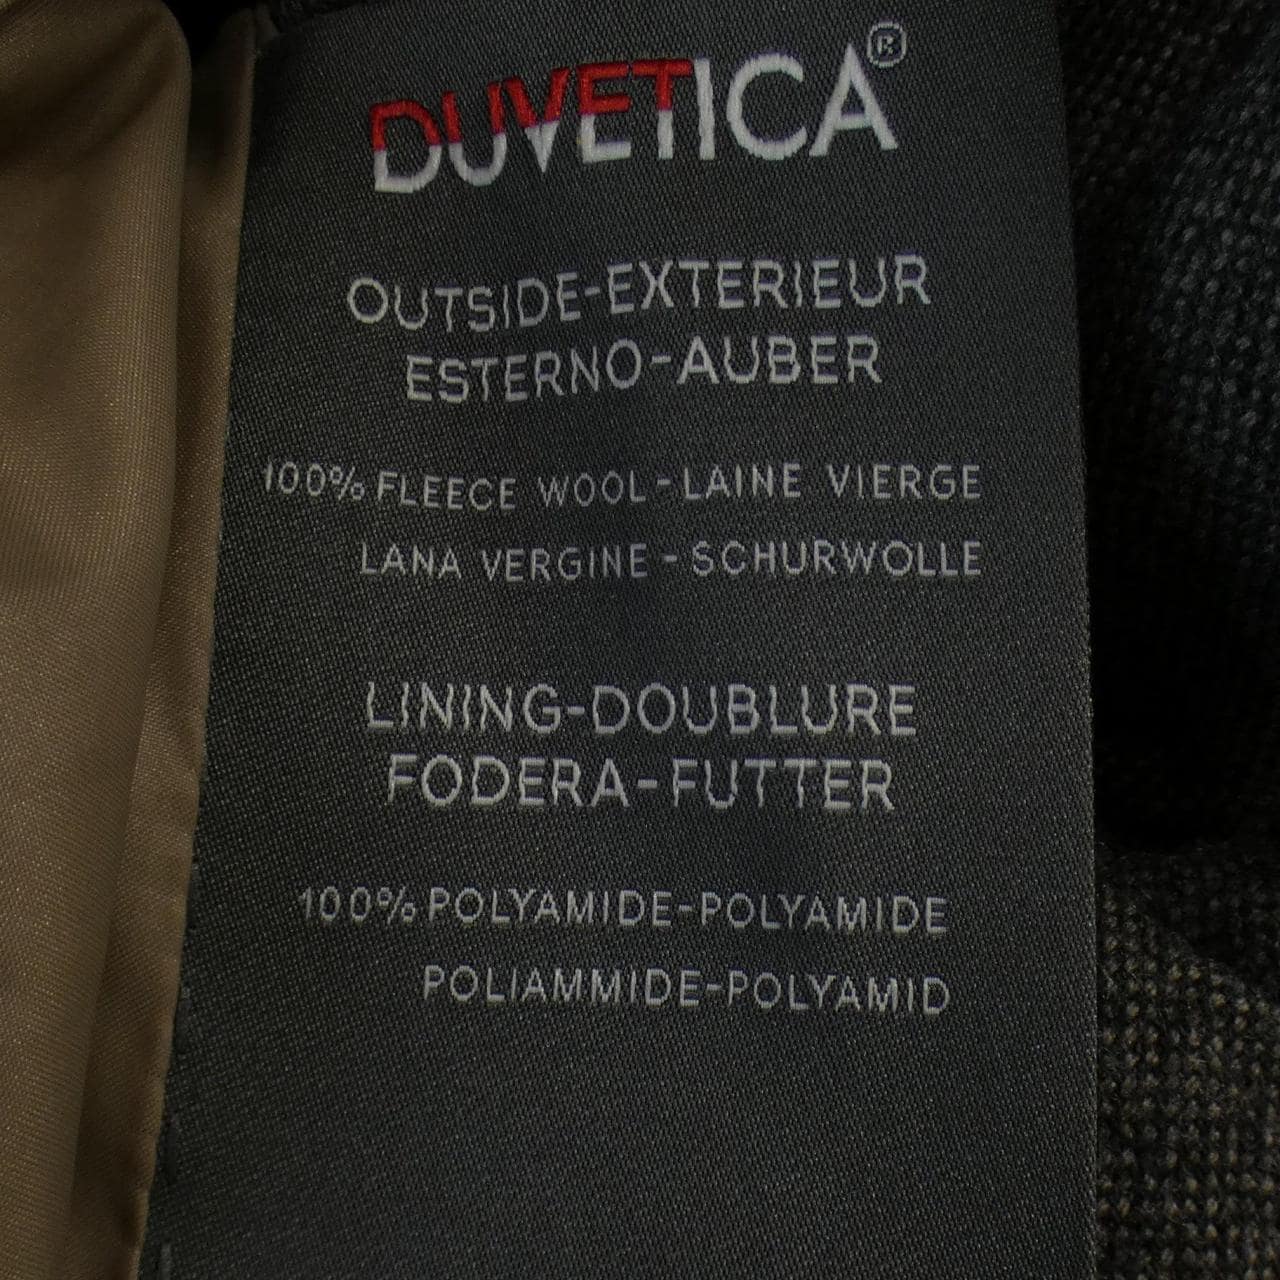 DUVETICA®
OUTSIDE-EXTERIEUR
ESTERNO-AUBER
100% FLEECE WOOL-LAINE VIERGE
LANA VERGINE-SCHURWOLLE
LINING-DOUBLURE
FODERA-FUTTER
100% POLYAMIDE-POLYAMIDE
POLIAMMIDE-POLYAMID